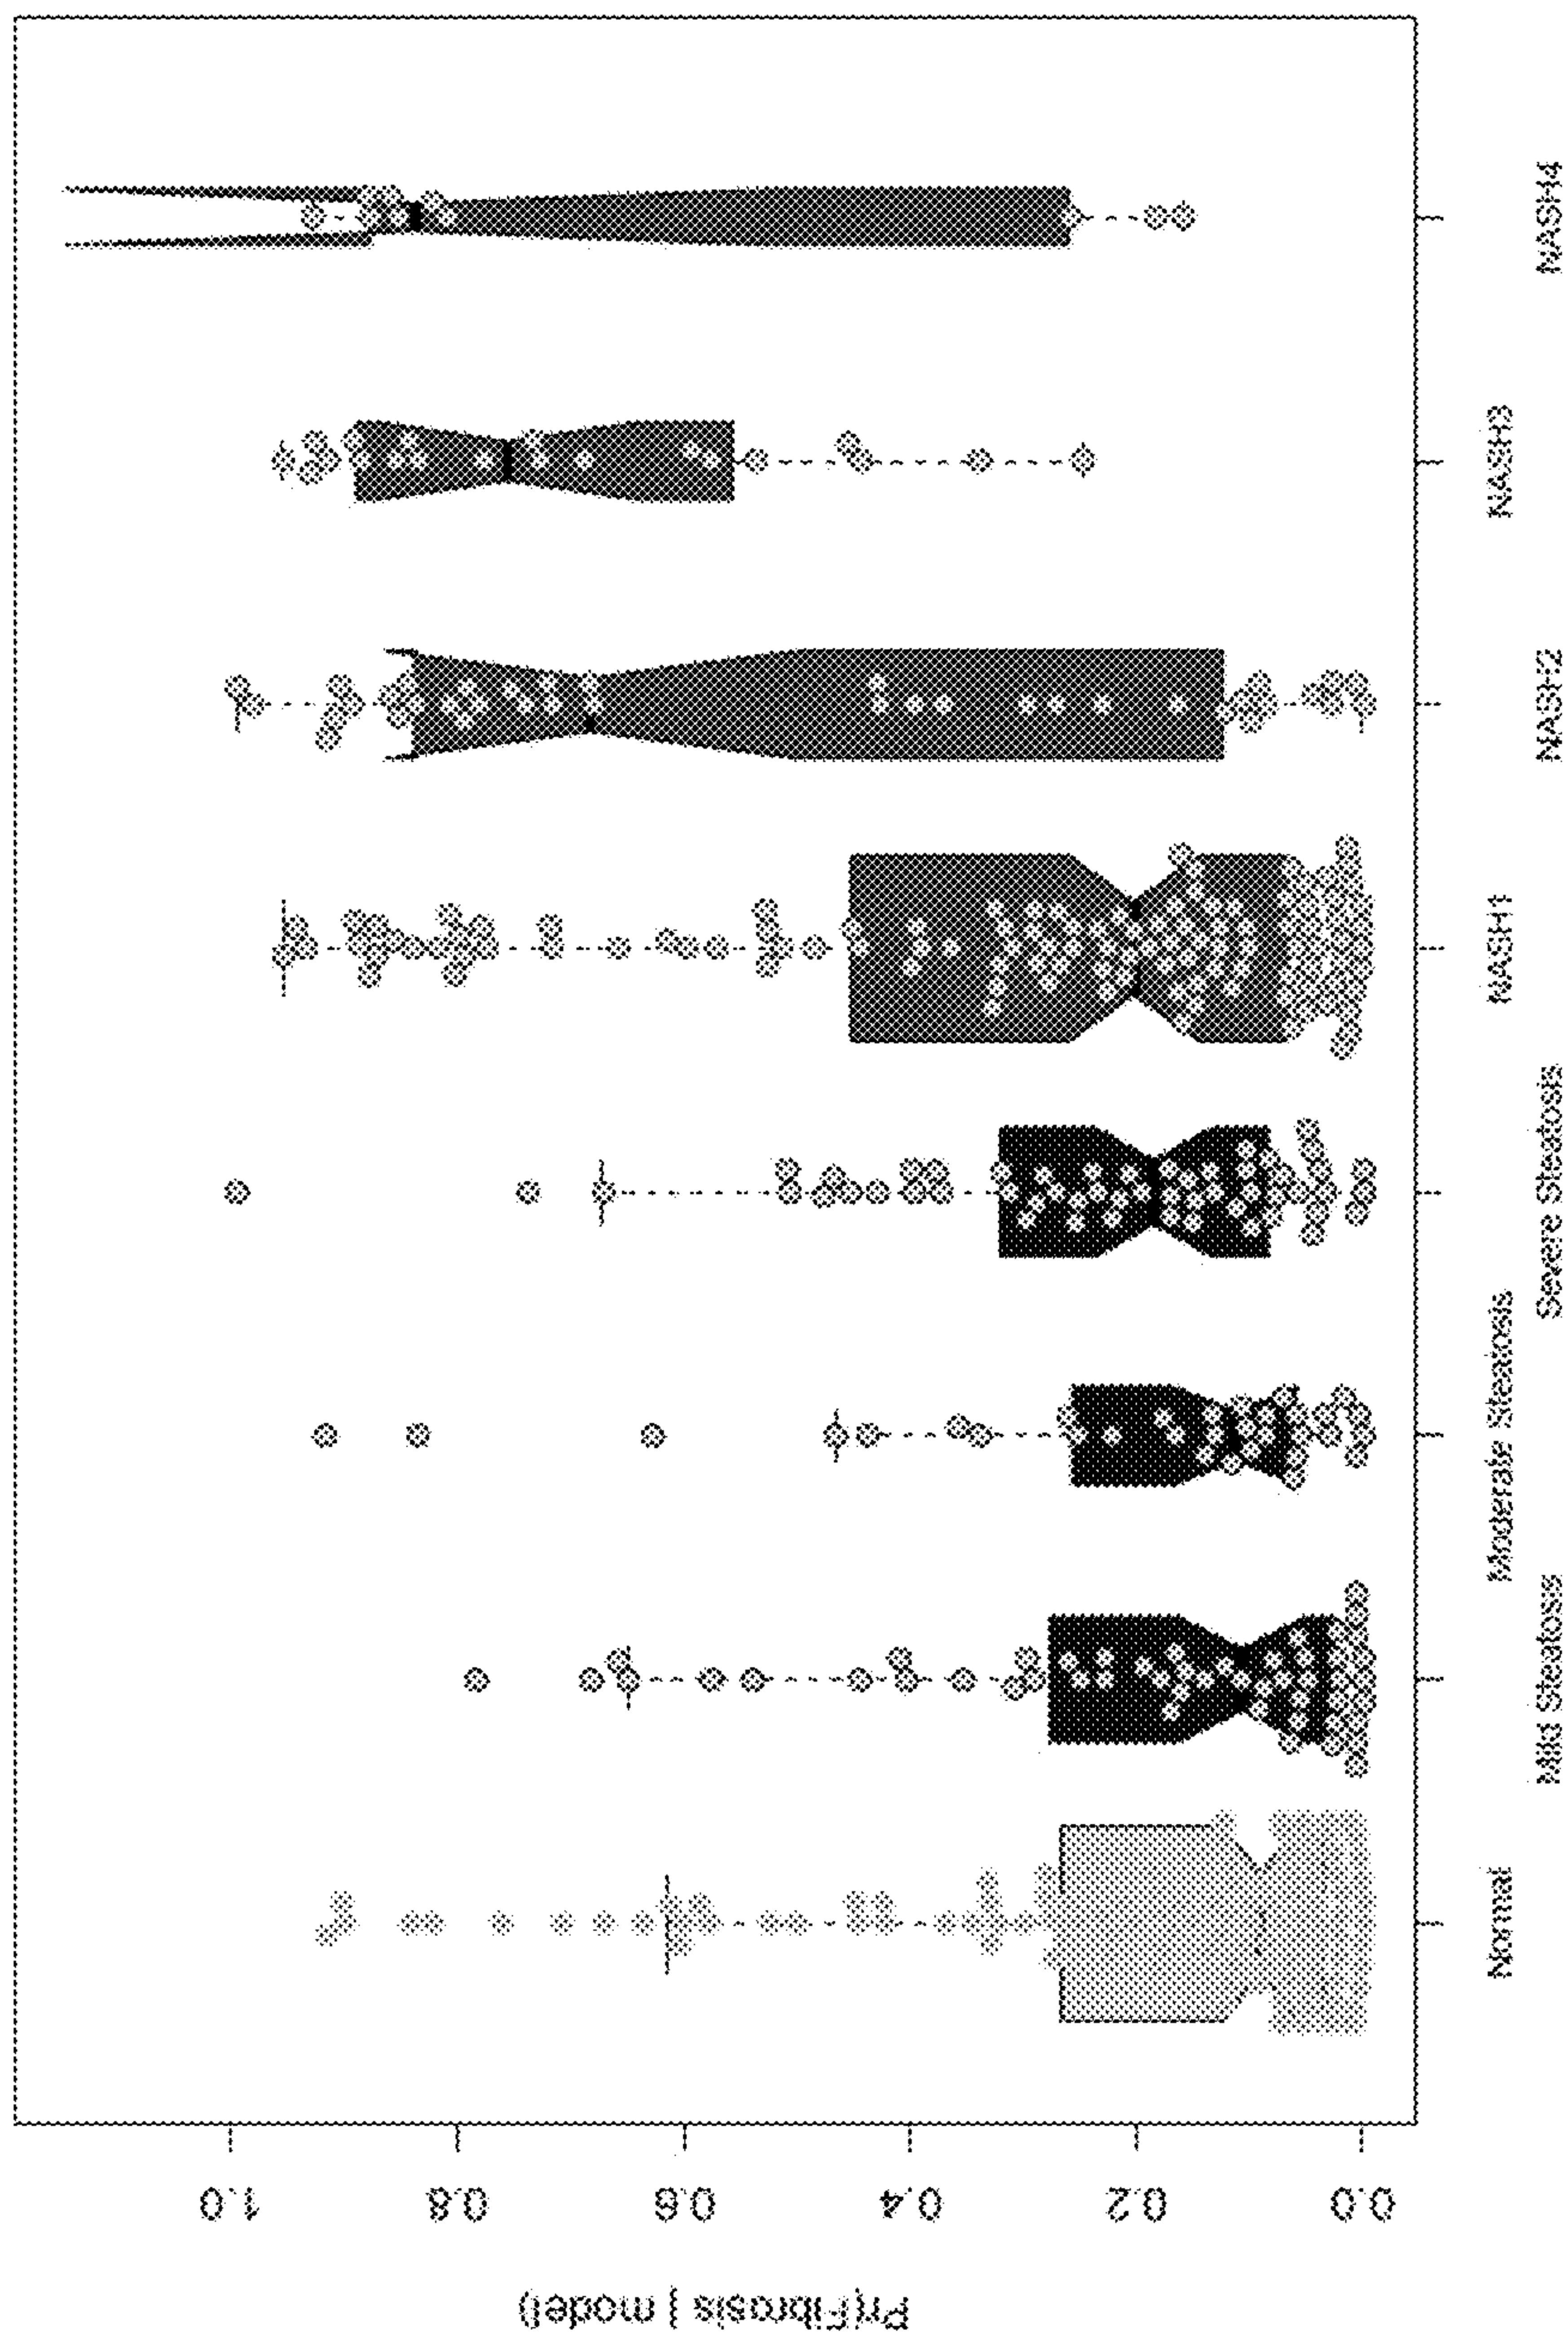 Pr(Fibrosis | model)
1.0
0.8
0.6
0.4
0.2
0.0
Normal
Mild Steatosis
Moderate Steatosis
Severe Steatosis
NASH1
NASH2
NASH3
NASH4